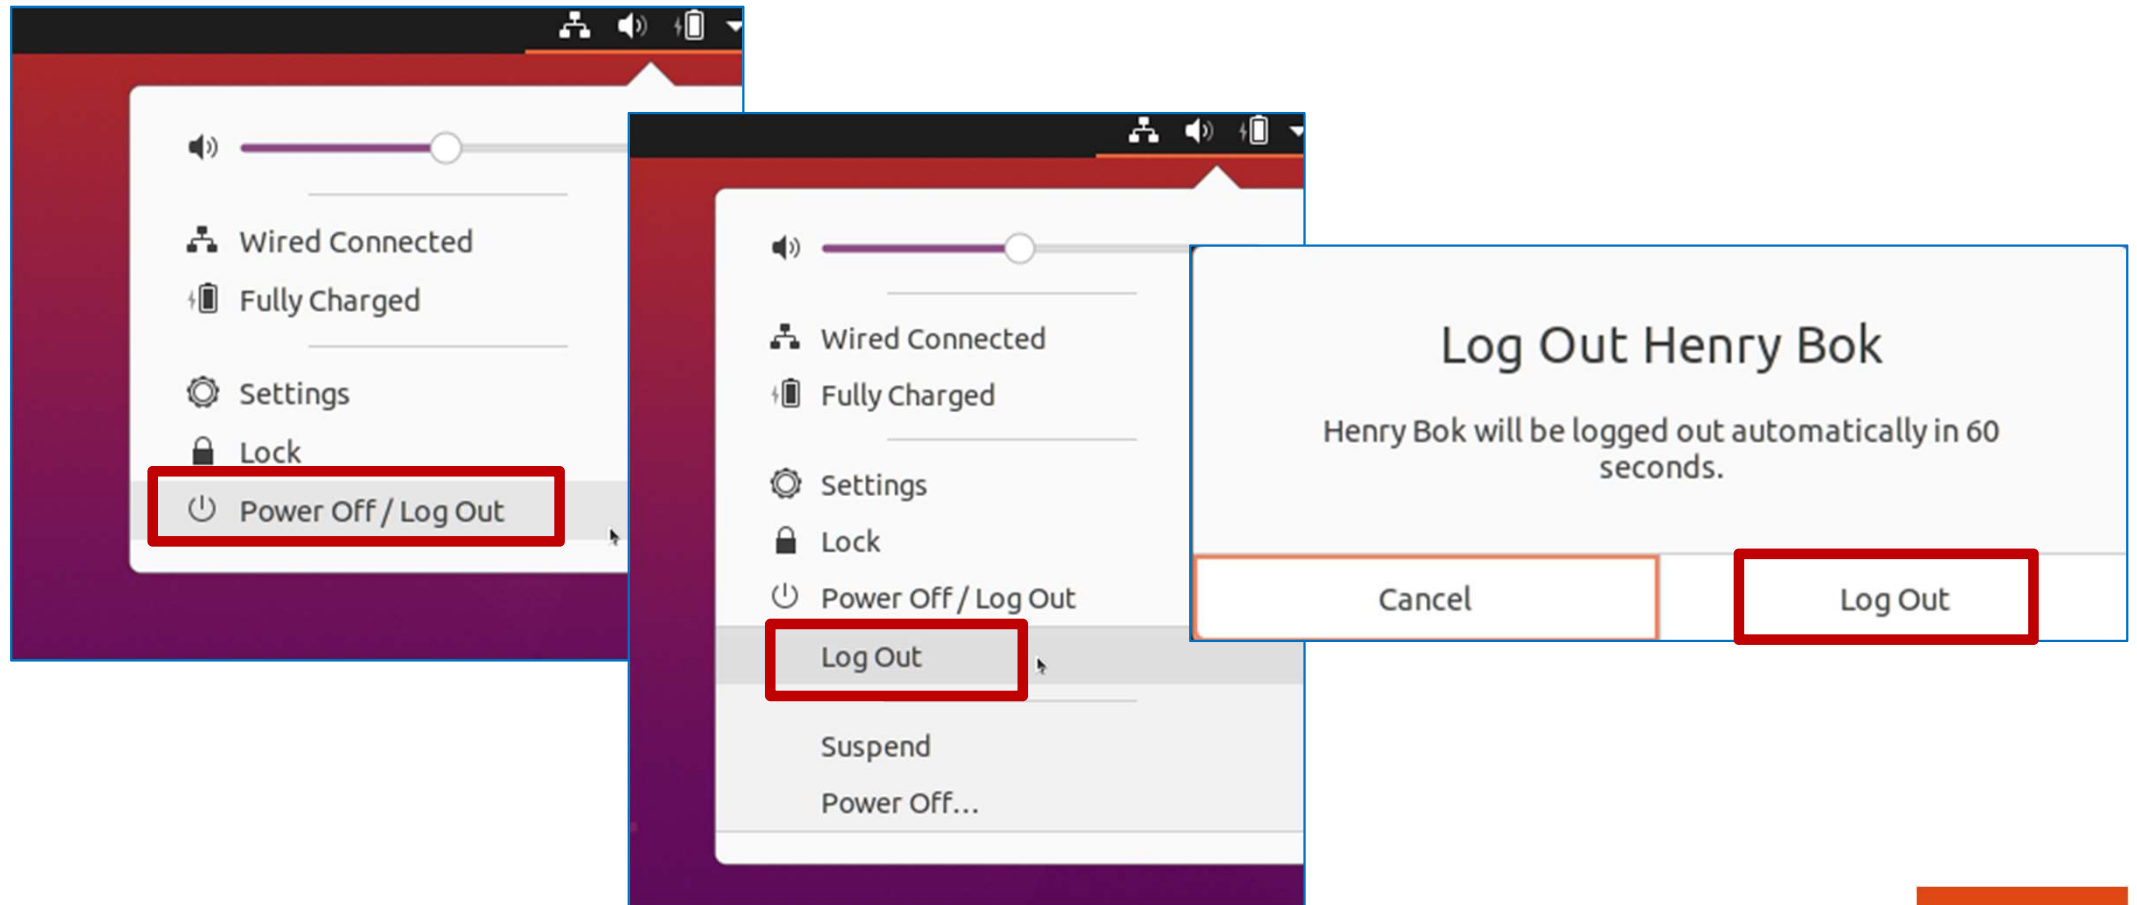 Wired Connected
Fully Charged
Settings
Lock
Power Off / Log Out
Wired Connected
Fully Charged
Settings
Lock
Power Off / Log Out
Log Out
Suspend
Power Off...
Log Out Henry Bok
Henry Bok will be logged out automatically in 60
seconds.
Cancel
Log Out